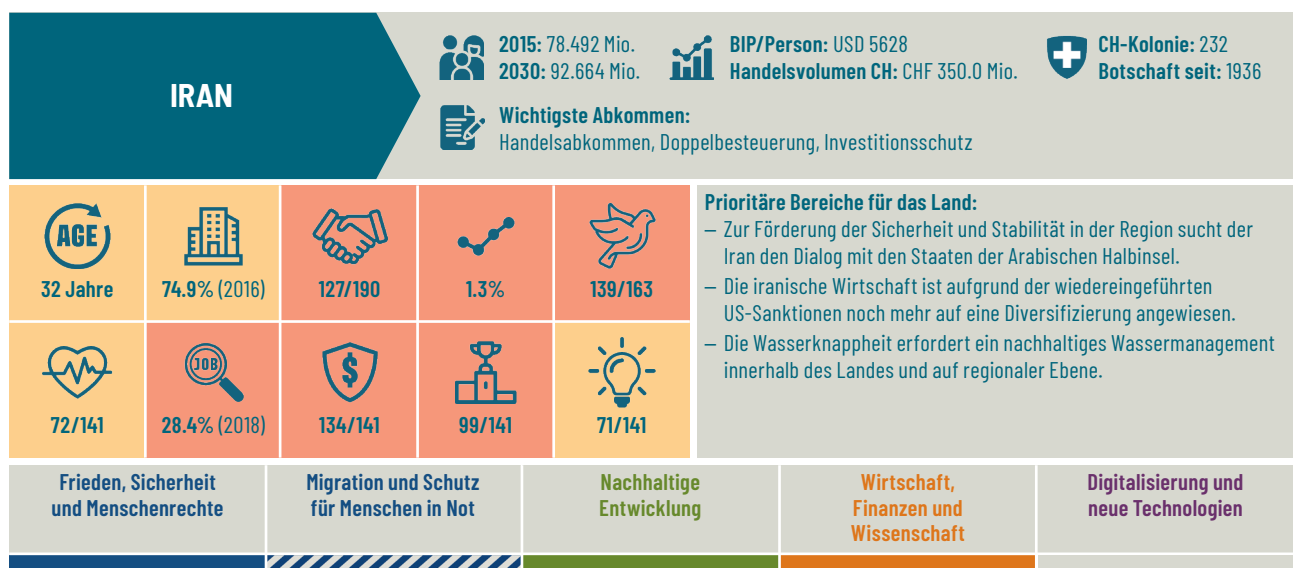 IRAN
2015: 78.492 Mio.
2030: 92.664 Mio.
BIP/Person: USD 5628
Handelsvolumen CH: CHF 350.0 Mio.
CH-Kolonie: 232
Botschaft seit: 1936
Wichtigste Abkommen:
Handelsabkommen, Doppelbesteuerung, Investitionsschutz
AGE
32 Jahre
74.9% (2016)
127/190
1.3%
139/163
72/141
JOB
28.4% (2018)
$
134/141
99/141
71/141
Prioritäre Bereiche für das Land:
– Zur Förderung der Sicherheit und Stabilität in der Region sucht der
Iran den Dialog mit den Staaten der Arabischen Halbinsel.
– Die iranische Wirtschaft ist aufgrund der wiedereingeführten
US-Sanktionen noch mehr auf eine Diversifizierung angewiesen.
– Die Wasserknappheit erfordert ein nachhaltiges Wassermanagement
innerhalb des Landes und auf regionaler Ebene.
Frieden, Sicherheit
und Menschenrechte
Migration und Schutz
für Menschen in Not
Nachhaltige
Entwicklung
Wirtschaft,
Finanzen und
Wissenschaft
Digitalisierung und
neue Technologien